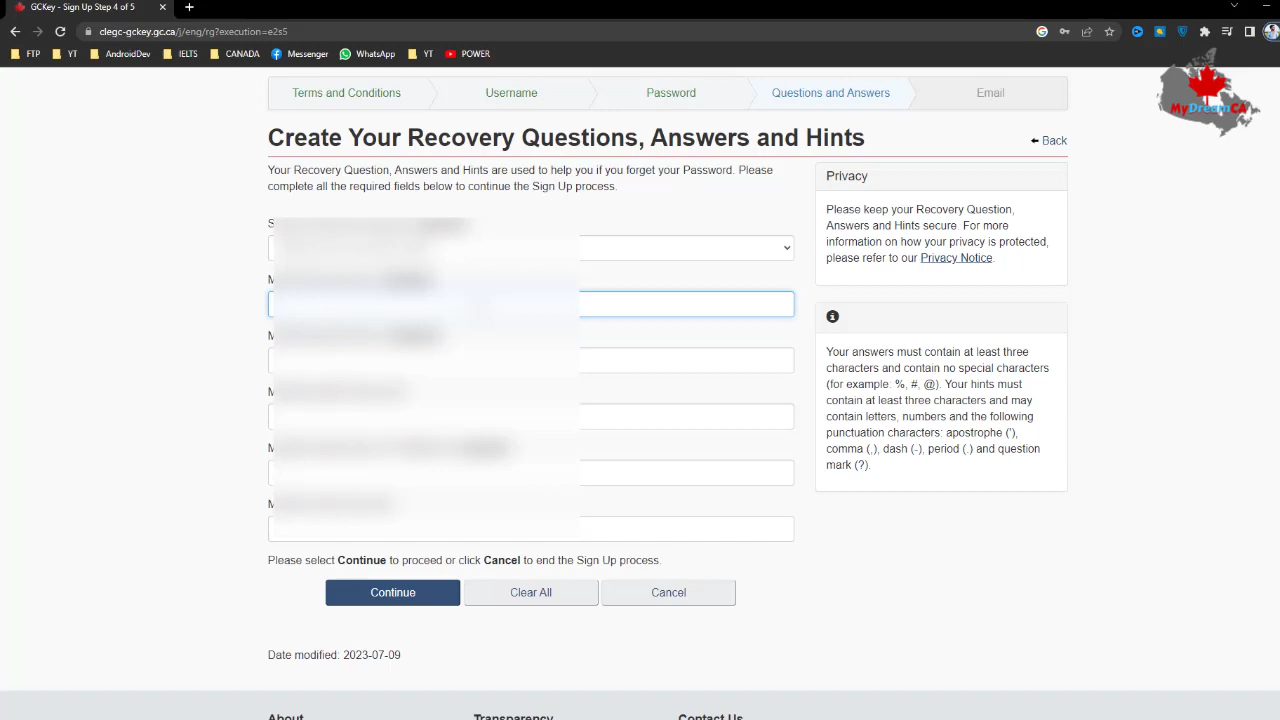 GCKey - Sign Up Step 4 of 5
clegc-gckey.gc.ca/j/eng/rg?execution=e2s5
FTP YT AndroidDev IELTS CANADA Messenger WhatsApp YT POWER
MyDreamCA
Terms and Conditions Username Password Questions and Answers Email
Create Your Recovery Questions, Answers and Hints
Back
Your Recovery Question, Answers and Hints are used to help you if you forget your Password. Please
complete all the required fields below to continue the Sign Up process.
Please select Continue to proceed or click Cancel to end the Sign Up process.
Continue Clear All Cancel
Date modified: 2023-07-09
Privacy
Please keep your Recovery Question,
Answers and Hints secure. For more
information on how your privacy is protected,
please refer to our Privacy Notice.
Your answers must contain at least three
characters and contain no special characters
(for example: %, #, @). Your hints must
contain at least three characters and may
contain letters, numbers and the following
punctuation characters: apostrophe ('),
comma (,), dash (-), period (.) and question
mark (?).
About Transparency Contact Us